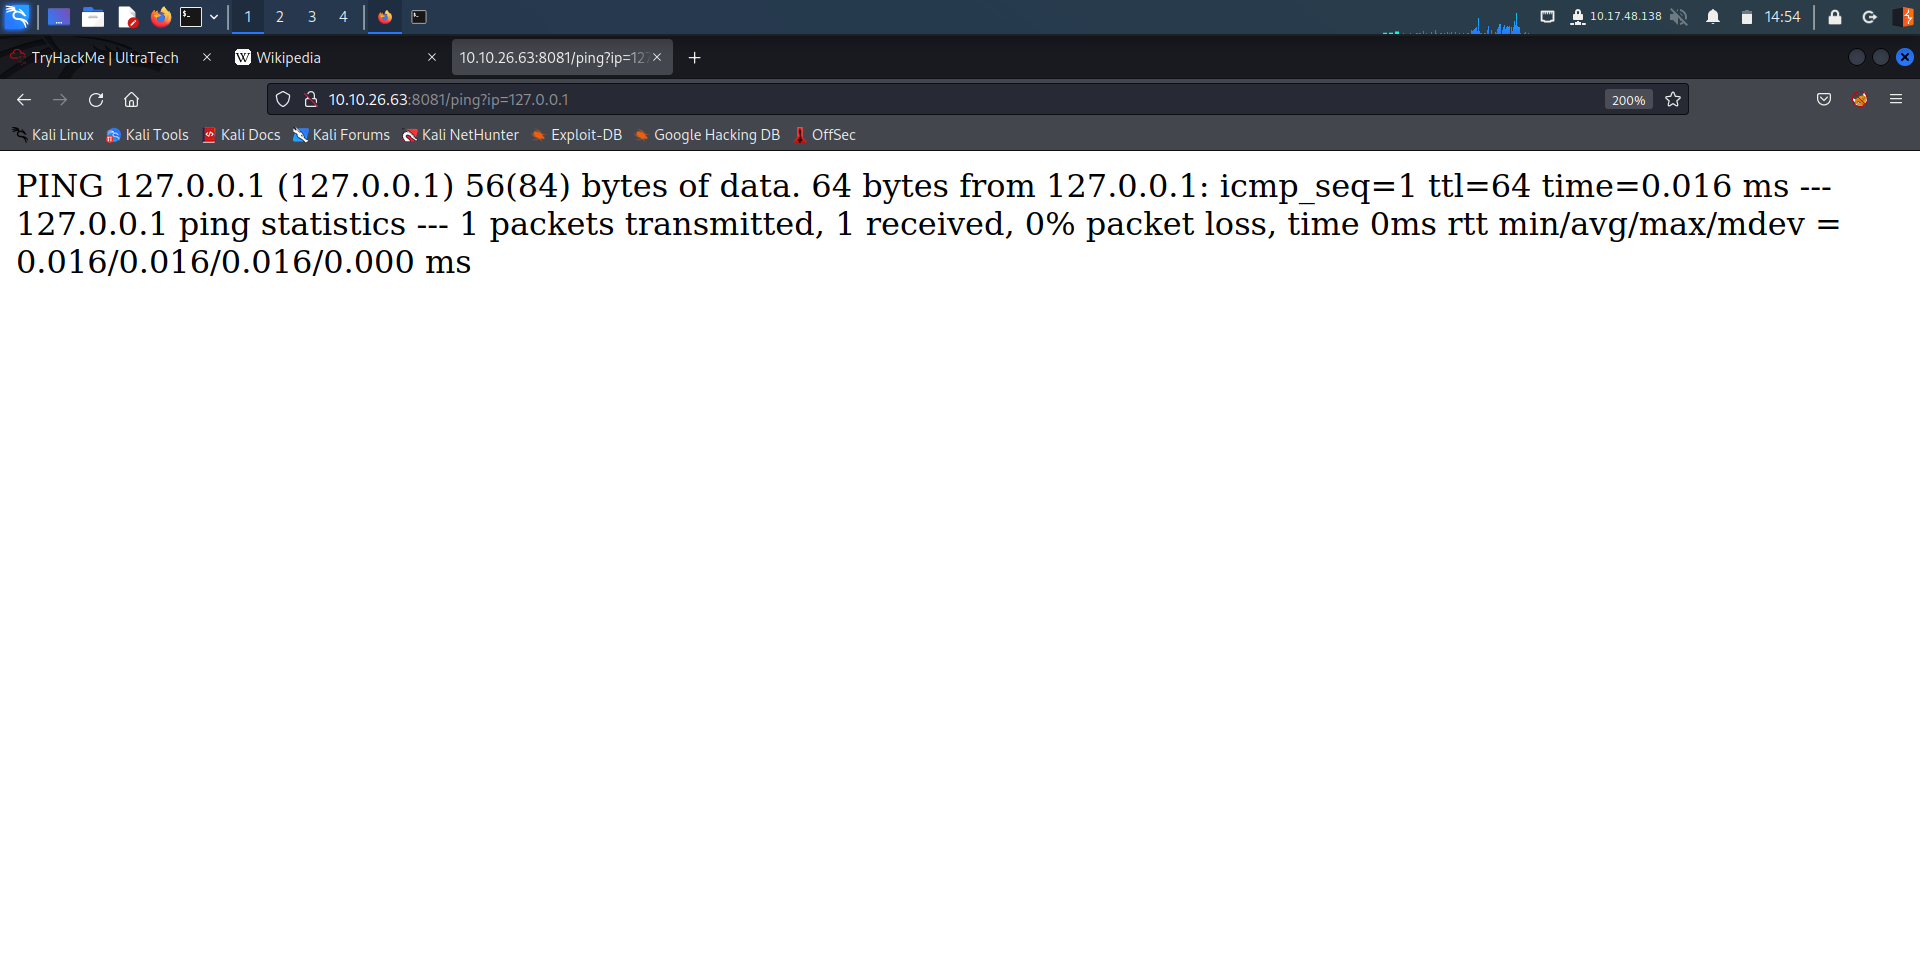 1 2 3 4 10.17.48.138 14:54
TryHackMe | UltraTech Wikipedia 10.10.26.63:8081/ping?ip=127
10.10.26.63:8081/ping?ip=127.0.0.1 200%
Kali Linux Kali Tools Kali Docs Kali Forums Kali NetHunter Exploit-DB Google Hacking DB OffSec
PING 127.0.0.1 (127.0.0.1) 56(84) bytes of data. 64 bytes from 127.0.0.1: icmp_seq=1 ttl=64 time=0.016 ms ---
127.0.0.1 ping statistics --- 1 packets transmitted, 1 received, 0% packet loss, time 0ms rtt min/avg/max/mdev =
0.016/0.016/0.016/0.000 ms